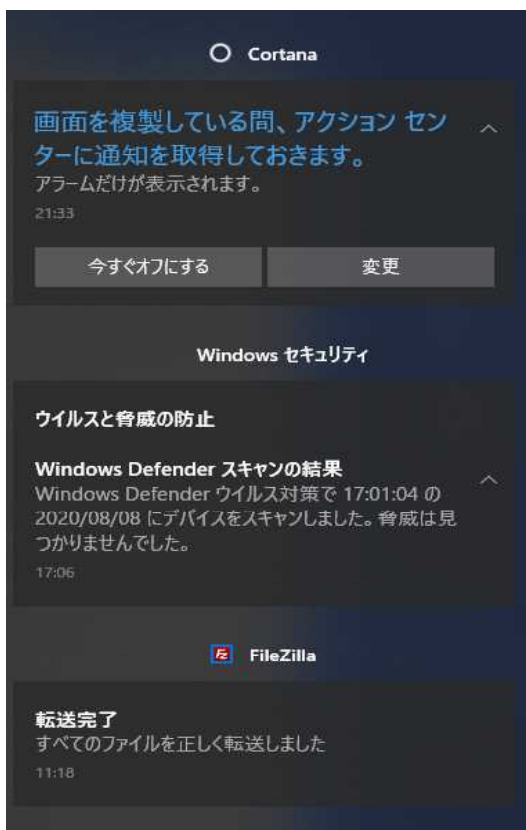 Cortana
画面を複製している間、アクション セン
ターに通知を取得しておきます。
アラームだけが表示されます。
21:33
今すぐオフにする
変更
Windows セキュリティ
ウイルスと脅威の防止
Windows Defender スキャンの結果
Windows Defender ウイルス対策で 17:01:04 の
2020/08/08 にデバイスをスキャンしました。脅威は見
つかりませんでした。
17:06
FileZilla
転送完了
すべてのファイルを正しく転送しました
11:18